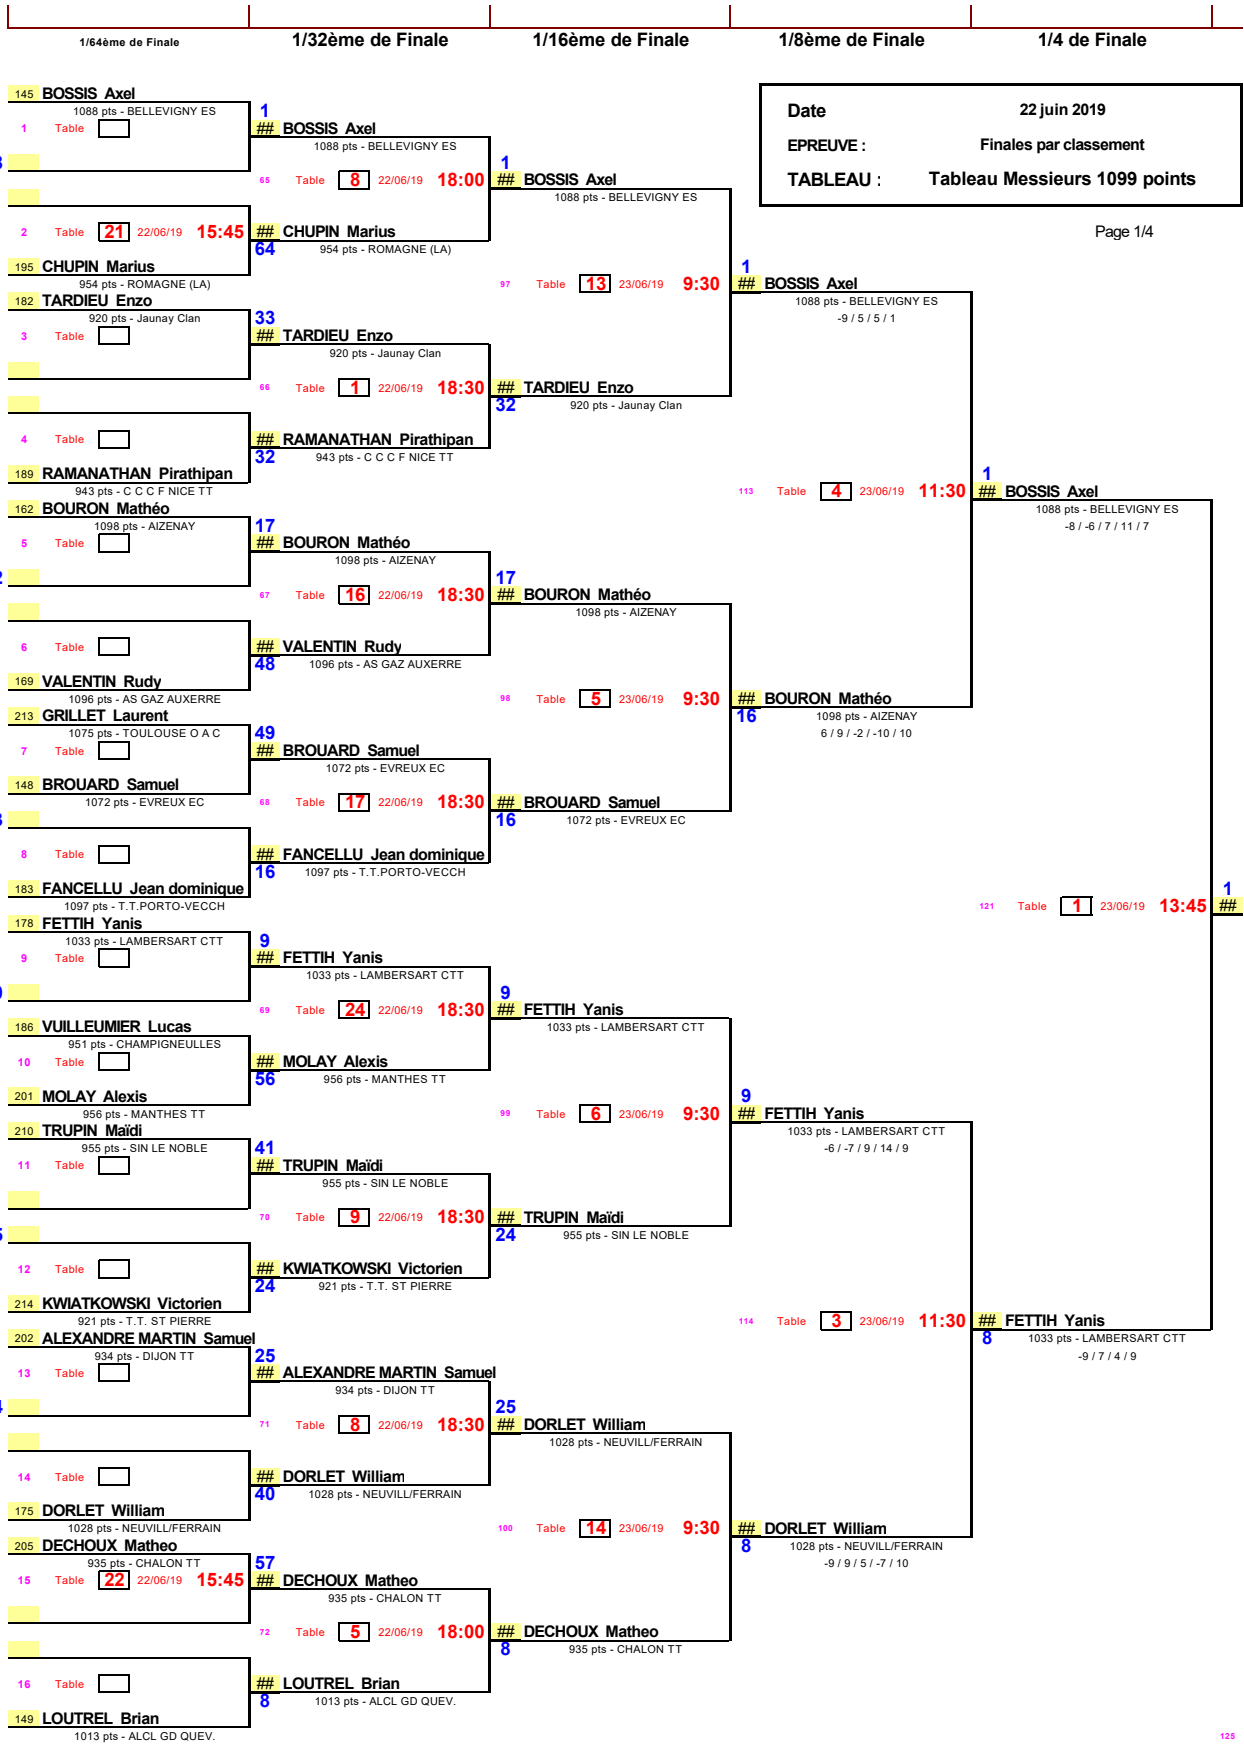 1/64ème de Finale
1/32ème de Finale
1/16ème de Finale
1/8ème de Finale
1/4 de Finale
Date 22 juin 2019
EPREUVE : Finales par classement
TABLEAU : Tableau Messieurs 1099 points
Page 1/4
145 BOSSIS Axel
1088 pts - BELLEVIGNY ES
1 Table
2 Table 21 22/06/19 15:45
195 CHUPIN Marius
954 pts - ROMAGNE (LA)
182 TARDIEU Enzo
920 pts - Jaunay Clan
3 Table
4 Table
189 RAMANATHAN Pirathipan
943 pts - C C C F NICE TT
162 BOURON Mathéo
1098 pts - AIZENAY
5 Table
6 Table
169 VALENTIN Rudy
1096 pts - AS GAZ AUXERRE
213 GRILLET Laurent
1075 pts - TOULOUSE O A C
7 Table
148 BROUARD Samuel
1072 pts - EVREUX EC
8 Table
183 FANCELLU Jean dominique
1097 pts - T.T.PORTO-VECCH
178 FETTIH Yanis
1033 pts - LAMBERSART CTT
9 Table
186 VUILLEUMIER Lucas
951 pts - CHAMPIGNEULLES
10 Table
201 MOLAY Alexis
956 pts - MANTHES TT
210 TRUPIN Maïdi
955 pts - SIN LE NOBLE
11 Table
12 Table
214 KWIATKOWSKI Victorien
921 pts - T.T. ST PIERRE
202 ALEXANDRE MARTIN Samuel
934 pts - DIJON TT
13 Table
14 Table
175 DORLET William
1028 pts - NEUVILL/FERRAIN
205 DECHOUX Matheo
935 pts - CHALON TT
15 Table 22 22/06/19 15:45
16 Table
149 LOUTREL Brian
1013 pts - ALCL GD QUEV.
1
## BOSSIS Axel
1088 pts - BELLEVIGNY ES
65 Table 8 22/06/19 18:00
## CHUPIN Marius
64
954 pts - ROMAGNE (LA)
33
## TARDIEU Enzo
920 pts - Jaunay Clan
66 Table 1 22/06/19 18:30
## RAMANATHAN Pirathipan
32
943 pts - C C C F NICE TT
17
## BOURON Mathéo
1098 pts - AIZENAY
67 Table 16 22/06/19 18:30
## VALENTIN Rudy
48
1096 pts - AS GAZ AUXERRE
49
## BROUARD Samuel
1072 pts - EVREUX EC
68 Table 17 22/06/19 18:30
## FANCELLU Jean dominique
16
1097 pts - T.T.PORTO-VECCH
9
## FETTIH Yanis
1033 pts - LAMBERSART CTT
69 Table 24 22/06/19 18:30
## MOLAY Alexis
56
956 pts - MANTHES TT
41
## TRUPIN Maïdi
955 pts - SIN LE NOBLE
70 Table 9 22/06/19 18:30
## KWIATKOWSKI Victorien
24
921 pts - T.T. ST PIERRE
25
## ALEXANDRE MARTIN Samuel
934 pts - DIJON TT
71 Table 8 22/06/19 18:30
## DORLET William
40
1028 pts - NEUVILL/FERRAIN
57
## DECHOUX Matheo
935 pts - CHALON TT
72 Table 5 22/06/19 18:00
## LOUTREL Brian
8
1013 pts - ALCL GD QUEV.
1
## BOSSIS Axel
1088 pts - BELLEVIGNY ES
97 Table 13 23/06/19 9:30
## TARDIEU Enzo
32
920 pts - Jaunay Clan
17
## BOURON Mathéo
1098 pts - AIZENAY
98 Table 5 23/06/19 9:30
## BROUARD Samuel
16
1072 pts - EVREUX EC
9
## FETTIH Yanis
1033 pts - LAMBERSART CTT
99 Table 6 23/06/19 9:30
## TRUPIN Maïdi
24
955 pts - SIN LE NOBLE
25
## DORLET William
1028 pts - NEUVILL/FERRAIN
100 Table 14 23/06/19 9:30
## DECHOUX Matheo
8
935 pts - CHALON TT
1
## BOSSIS Axel
1088 pts - BELLEVIGNY ES
-9 / 5 / 5 / 1
113 Table 4 23/06/19 11:30
## BOURON Mathéo
16
1098 pts - AIZENAY
6 / 9 / -2 / -10 / 10
9
## FETTIH Yanis
1033 pts - LAMBERSART CTT
-6 / -7 / 9 / 14 / 9
114 Table 3 23/06/19 11:30
## DORLET William
8
1028 pts - NEUVILL/FERRAIN
-9 / 9 / 5 / -7 / 10
1
## BOSSIS Axel
1088 pts - BELLEVIGNY ES
-8 / -6 / 7 / 11 / 7
121 Table 1 23/06/19 13:45
## FETTIH Yanis
8
1033 pts - LAMBERSART CTT
-9 / 7 / 4 / 9
1
##
125